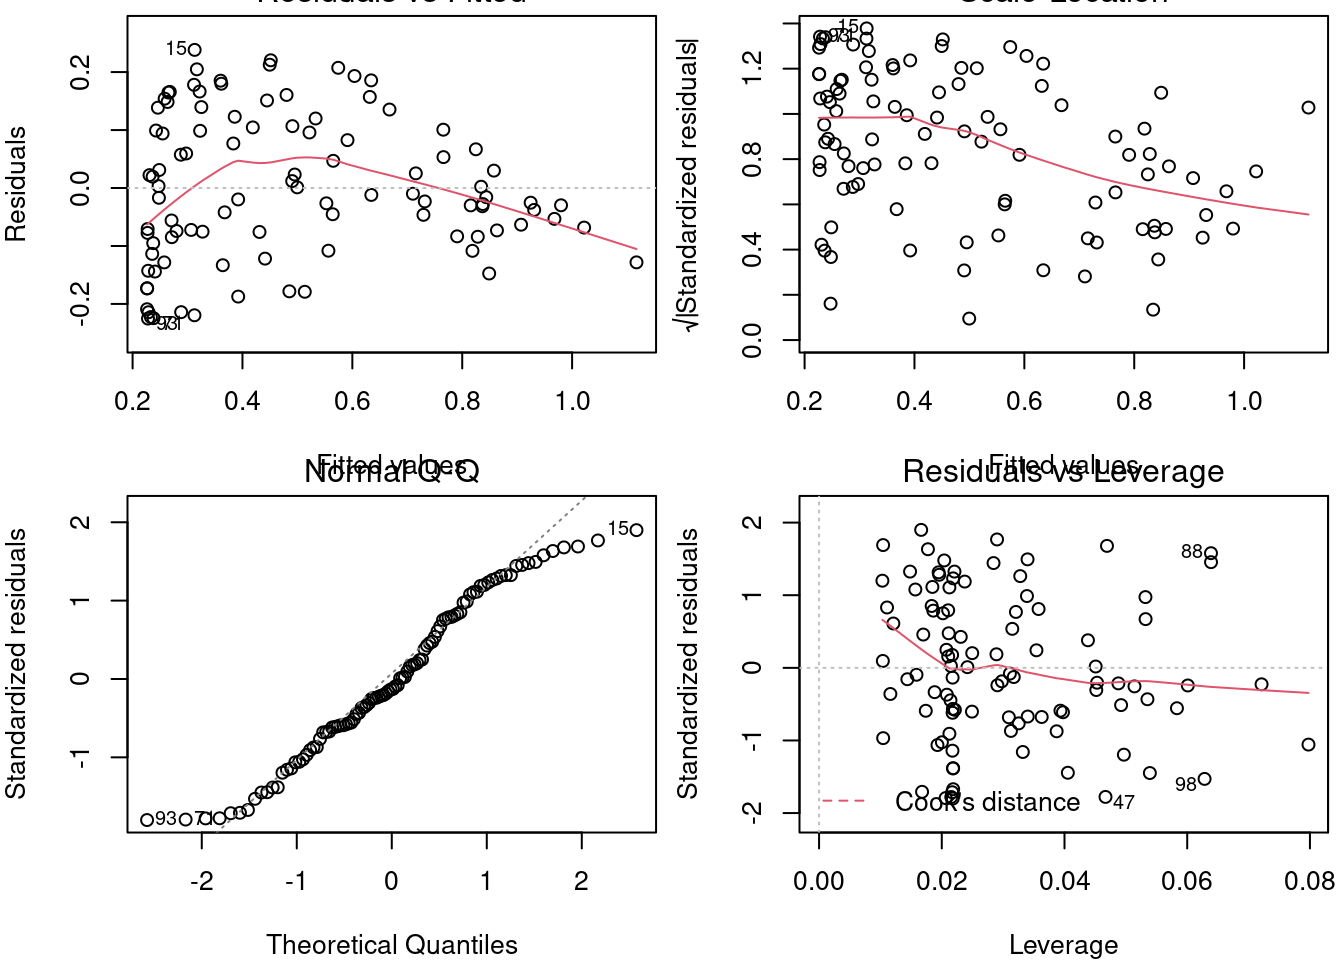 Residuals vs Fitted
Residuals
0.2
0.0
-0.2
15
93
71
0.2 0.4 0.6 0.8 1.0
Fitted values
Scale-Location
√|Standardized residuals|
1.2
0.8
0.4
0.0
15
93
71
0.2 0.4 0.6 0.8 1.0
Fitted values
Normal Q-Q
Standardized residuals
2
1
0
-1
15
93
71
-2 -1 0 1 2
Theoretical Quantiles
Residuals vs Leverage
Standardized residuals
2
1
0
-1
-2
88
98
47
Cook's distance
0.00 0.02 0.04 0.06 0.08
Leverage